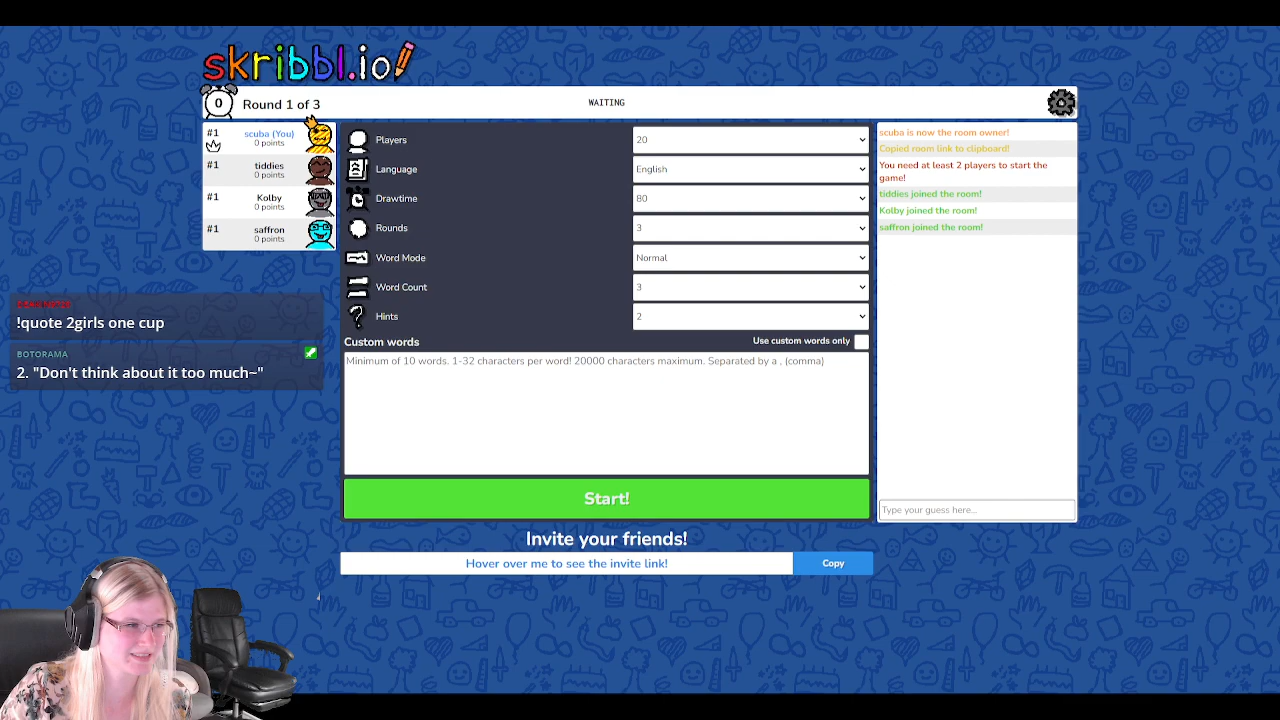 skribbl.io
0
Round 1 of 3
WAITING
#1
scuba (You)
0 points
#1
tiddies
0 points
#1
Kolby
0 points
#1
saffron
0 points
Players
20
Language
English
Drawtime
80
Rounds
3
Word Mode
Normal
Word Count
3
Hints
2
Custom words
Use custom words only
Minimum of 10 words. 1-32 characters per word! 20000 characters maximum. Separated by a , (comma)
Start!
Invite your friends!
Hover over me to see the invite link!
Copy
scuba is now the room owner!
Copied room link to clipboard!
You need at least 2 players to start the
game!
tiddies joined the room!
Kolby joined the room!
saffron joined the room!
Type your guess here...
!quote 2girls one cup
BOTORAMA
2. "Don't think about it too much~"